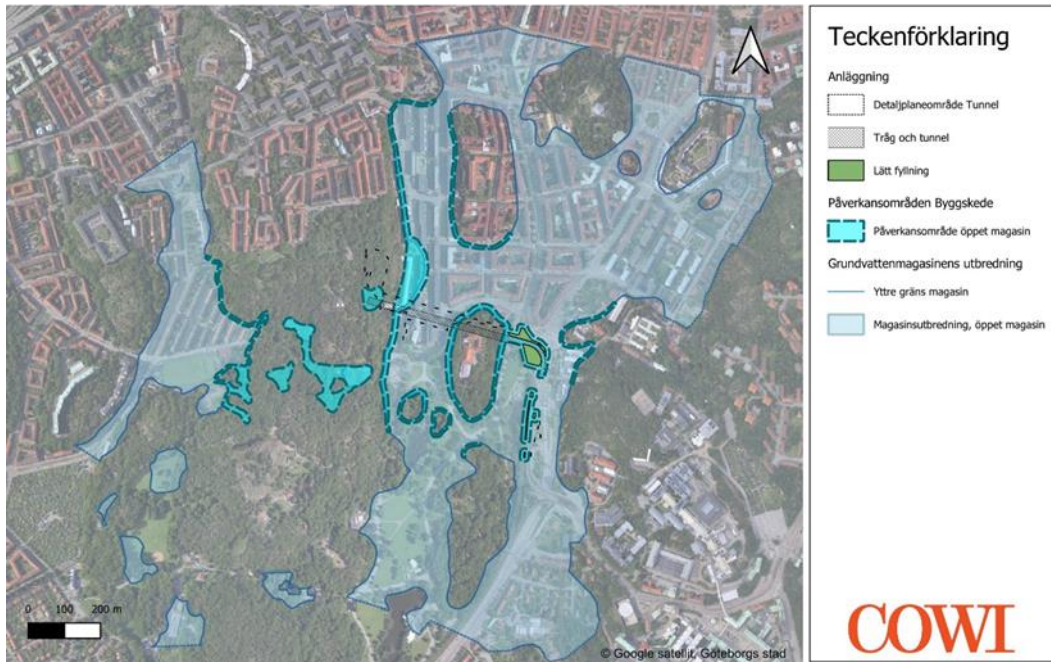 Teckenförklaring
Anläggning
Detaljplaneområde Tunnel
Tråg och tunnel
Lätt fyllning
Påverkansområden Byggskede
Påverkansområde öppet magasin
Grundvattenmagasinens utbredning
Yttre gräns magasin
Magasinsutbredning, öppet magasin
0 100 200 m
© Google satellit, Göteborgs stad
COWI